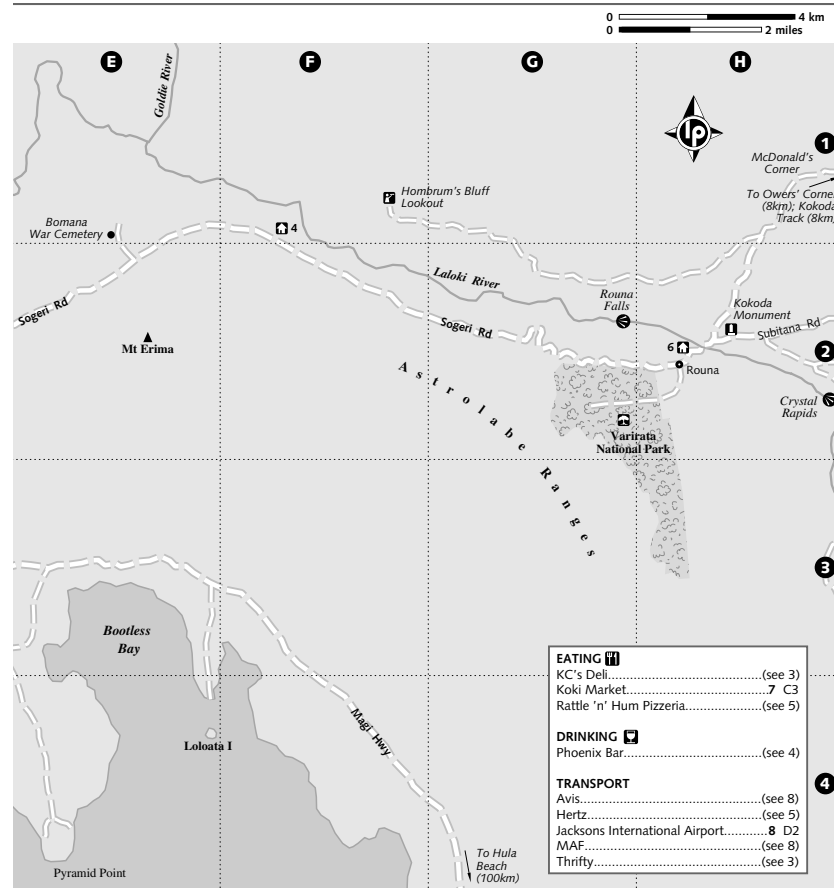 0 4 km
0 2 miles
E F G H
Goldie River
lp
1
McDonald's
Corner
To Owers' Corner
(8km); Kokoda
Track (8km)
Hombrum's Bluff
Lookout
Bomana
War Cemetery
4
Laloki River
Rouna
Falls
Kokoda
Monument
Sogeri Rd
Sogeri Rd
Subitana Rd
Mt Erima
6
2
Rouna
Astrolabe Ranges
Crystal
Rapids
Varirata
National Park
3
Bootless
Bay
EATING
KC's Deli (see 3)
Koki Market 7 C3
Rattle 'n' Hum Pizzeria (see 5)
DRINKING
Phoenix Bar (see 4)
TRANSPORT
Avis (see 8)
Hertz (see 5)
Jacksons International Airport 8 D2
MAF (see 8)
Thrifty (see 3)
Magi Hwy
Loloata I
4
To Hula
Beach
(100km)
Pyramid Point